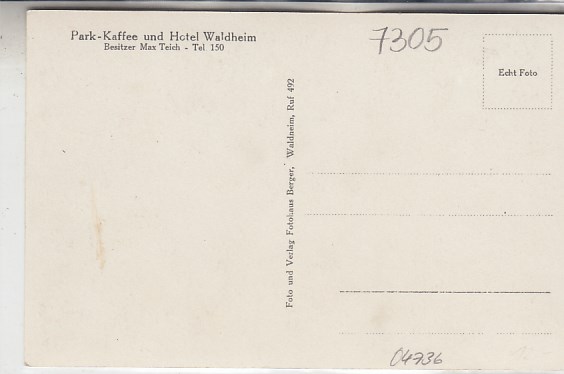 Park-Kaffee und Hotel Waldheim
Besitzer Max Teich - Tel. 150
7305
Echt Foto
Foto und Verlag Fotohaus Berger, Waldheim, Ruf 492
04736